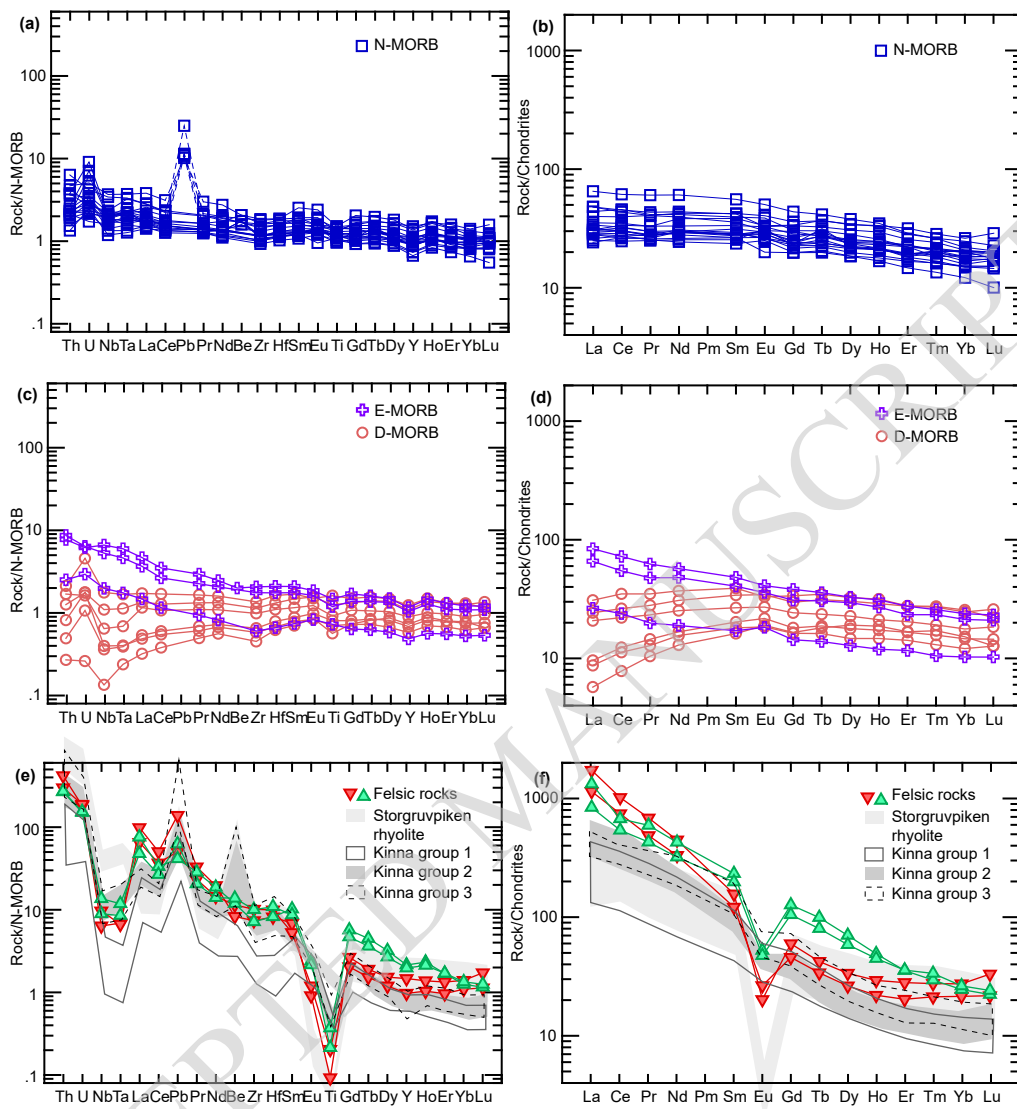 (a)
N-MORB
Rock/N-MORB
100
10
1
.1
Th U NbTa LaCePbPrNdBe Zr HfSmEu Ti GdTbDy Y HoErYbLu
(b)
N-MORB
Rock/Chondrites
1000
100
10
La Ce Pr Nd Pm Sm Eu Gd Tb Dy Ho Er Tm Yb Lu
(c)
E-MORB
D-MORB
Rock/N-MORB
100
10
1
.1
Th U NbTa LaCePbPrNdBe Zr HfSmEu Ti GdTbDy Y HoErYbLu
(d)
E-MORB
D-MORB
Rock/Chondrites
1000
100
10
La Ce Pr Nd Pm Sm Eu Gd Tb Dy Ho Er Tm Yb Lu
(e)
Felsic rocks
Storgruvpiken
rhyolite
Kinna group 1
Kinna group 2
Kinna group 3
Rock/N-MORB
100
10
1
.1
Th U NbTa LaCePbPrNdBe Zr HfSmEu Ti GdTbDy Y HoErYbLu
(f)
Felsic rocks
Storgruvpiken
rhyolite
Kinna group 1
Kinna group 2
Kinna group 3
Rock/Chondrites
1000
100
10
La Ce Pr Nd Pm Sm Eu Gd Tb Dy Ho Er Tm Yb Lu
EPTED MANUSCRIP